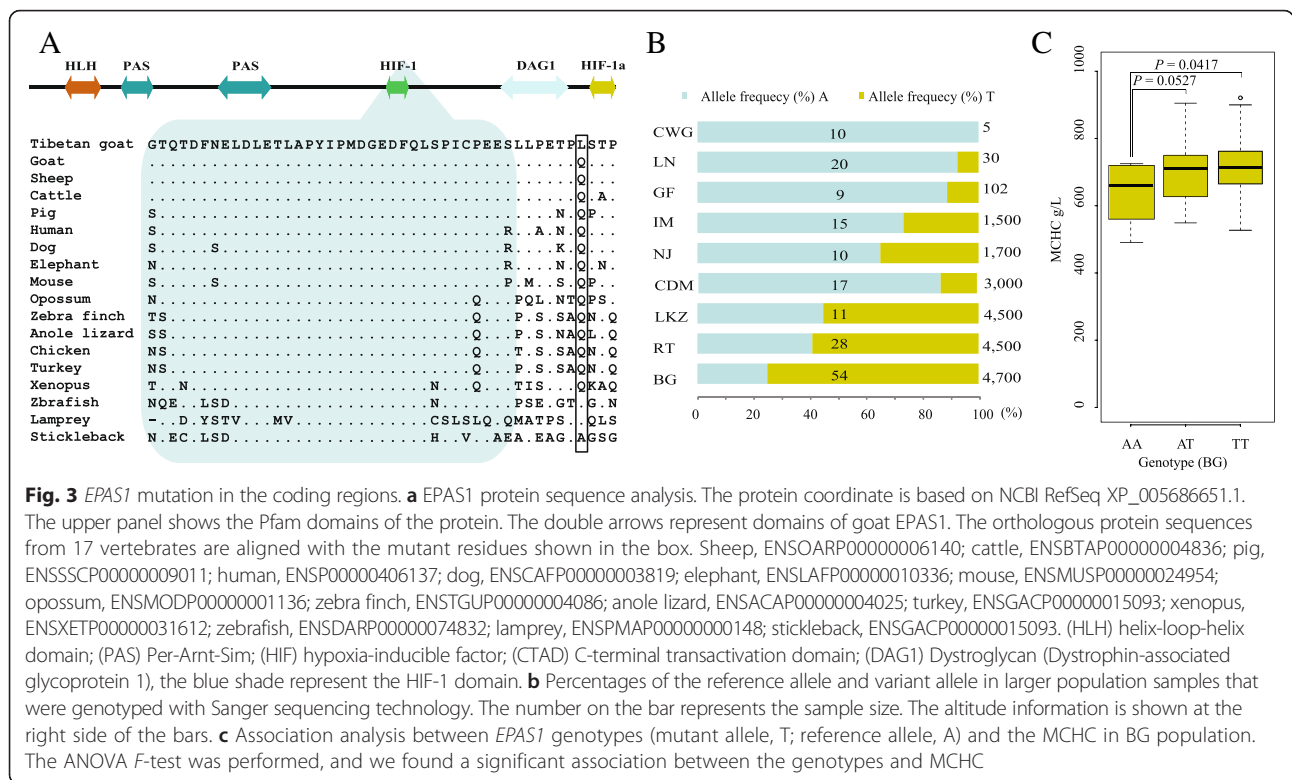 A
HLH PAS PAS HIF-1 DAG1 HIF-1a
Tibetan goat GTQTDFNELDLETLAPYIPMDGEDFQLSPICPEESLLPETPLSTP
Goat .........................................Q...
Sheep .........................................Q...
Cattle .........................................Q.A.
Pig S......................................N.QP..
Human S.................................R..A.N.Q...
Dog S.....S...........................R....K.Q...
Elephant N.................................R....N.Q.N.
Mouse S.....S...........................P.M..S.QP..
Opossum N..............................Q...PQL.NTQPS.
Zebra finch TS.............................Q...P.S.SAQN.Q
Anole lizard SS.............................Q...P.S.NAQL.Q
Chicken NS.............................Q...T.S.SAQN.Q
Turkey NS.............................Q...P.S.SAQN.Q
Xenopus T..N.......................S...Q...TIS...QKAQ
Zbrafish NQE..LSD...................N.......PSE.GT.G.N
Lamprey -..D.YSTV...MV.............CSLSLQ.QMATPS..QLS
Stickleback N.EC.LSD...................H..V..AEA.EAG.AGSG
B
Allele frequecy (%) A Allele frequecy (%) T
CWG 10 5
LN 20 30
GF 9 102
IM 15 1,500
NJ 10 1,700
CDM 17 3,000
LKZ 11 4,500
RT 28 4,500
BG 54 4,700
0 20 40 60 80 100 (%)
C
P = 0.0417
P = 0.0527
MCHC g/L
0 200 400 600 800 1000
AA AT TT
Genotype (BG)
Fig. 3 EPAS1 mutation in the coding regions. a EPAS1 protein sequence analysis. The protein coordinate is based on NCBI RefSeq XP_005686651.1.
The upper panel shows the Pfam domains of the protein. The double arrows represent domains of goat EPAS1. The orthologous protein sequences
from 17 vertebrates are aligned with the mutant residues shown in the box. Sheep, ENSOARP00000006140; cattle, ENSBTAP00000004836; pig,
ENSSSCP00000009011; human, ENSP00000406137; dog, ENSCAFP00000003819; elephant, ENSLAFP00000010336; mouse, ENSMUSP00000024954;
opossum, ENSMODP00000001136; zebra finch, ENSTGUP00000004086; anole lizard, ENSACAP00000004025; turkey, ENSGACP00000015093; xenopus,
ENSXETP00000031612; zebrafish, ENSDARP00000074832; lamprey, ENSPMAP00000000148; stickleback, ENSGACP00000015093. (HLH) helix-loop-helix
domain; (PAS) Per-Arnt-Sim; (HIF) hypoxia-inducible factor; (CTAD) C-terminal transactivation domain; (DAG1) Dystroglycan (Dystrophin-associated
glycoprotein 1), the blue shade represent the HIF-1 domain. b Percentages of the reference allele and variant allele in larger population samples that
were genotyped with Sanger sequencing technology. The number on the bar represents the sample size. The altitude information is shown at the
right side of the bars. c Association analysis between EPAS1 genotypes (mutant allele, T; reference allele, A) and the MCHC in BG population.
The ANOVA F-test was performed, and we found a significant association between the genotypes and MCHC